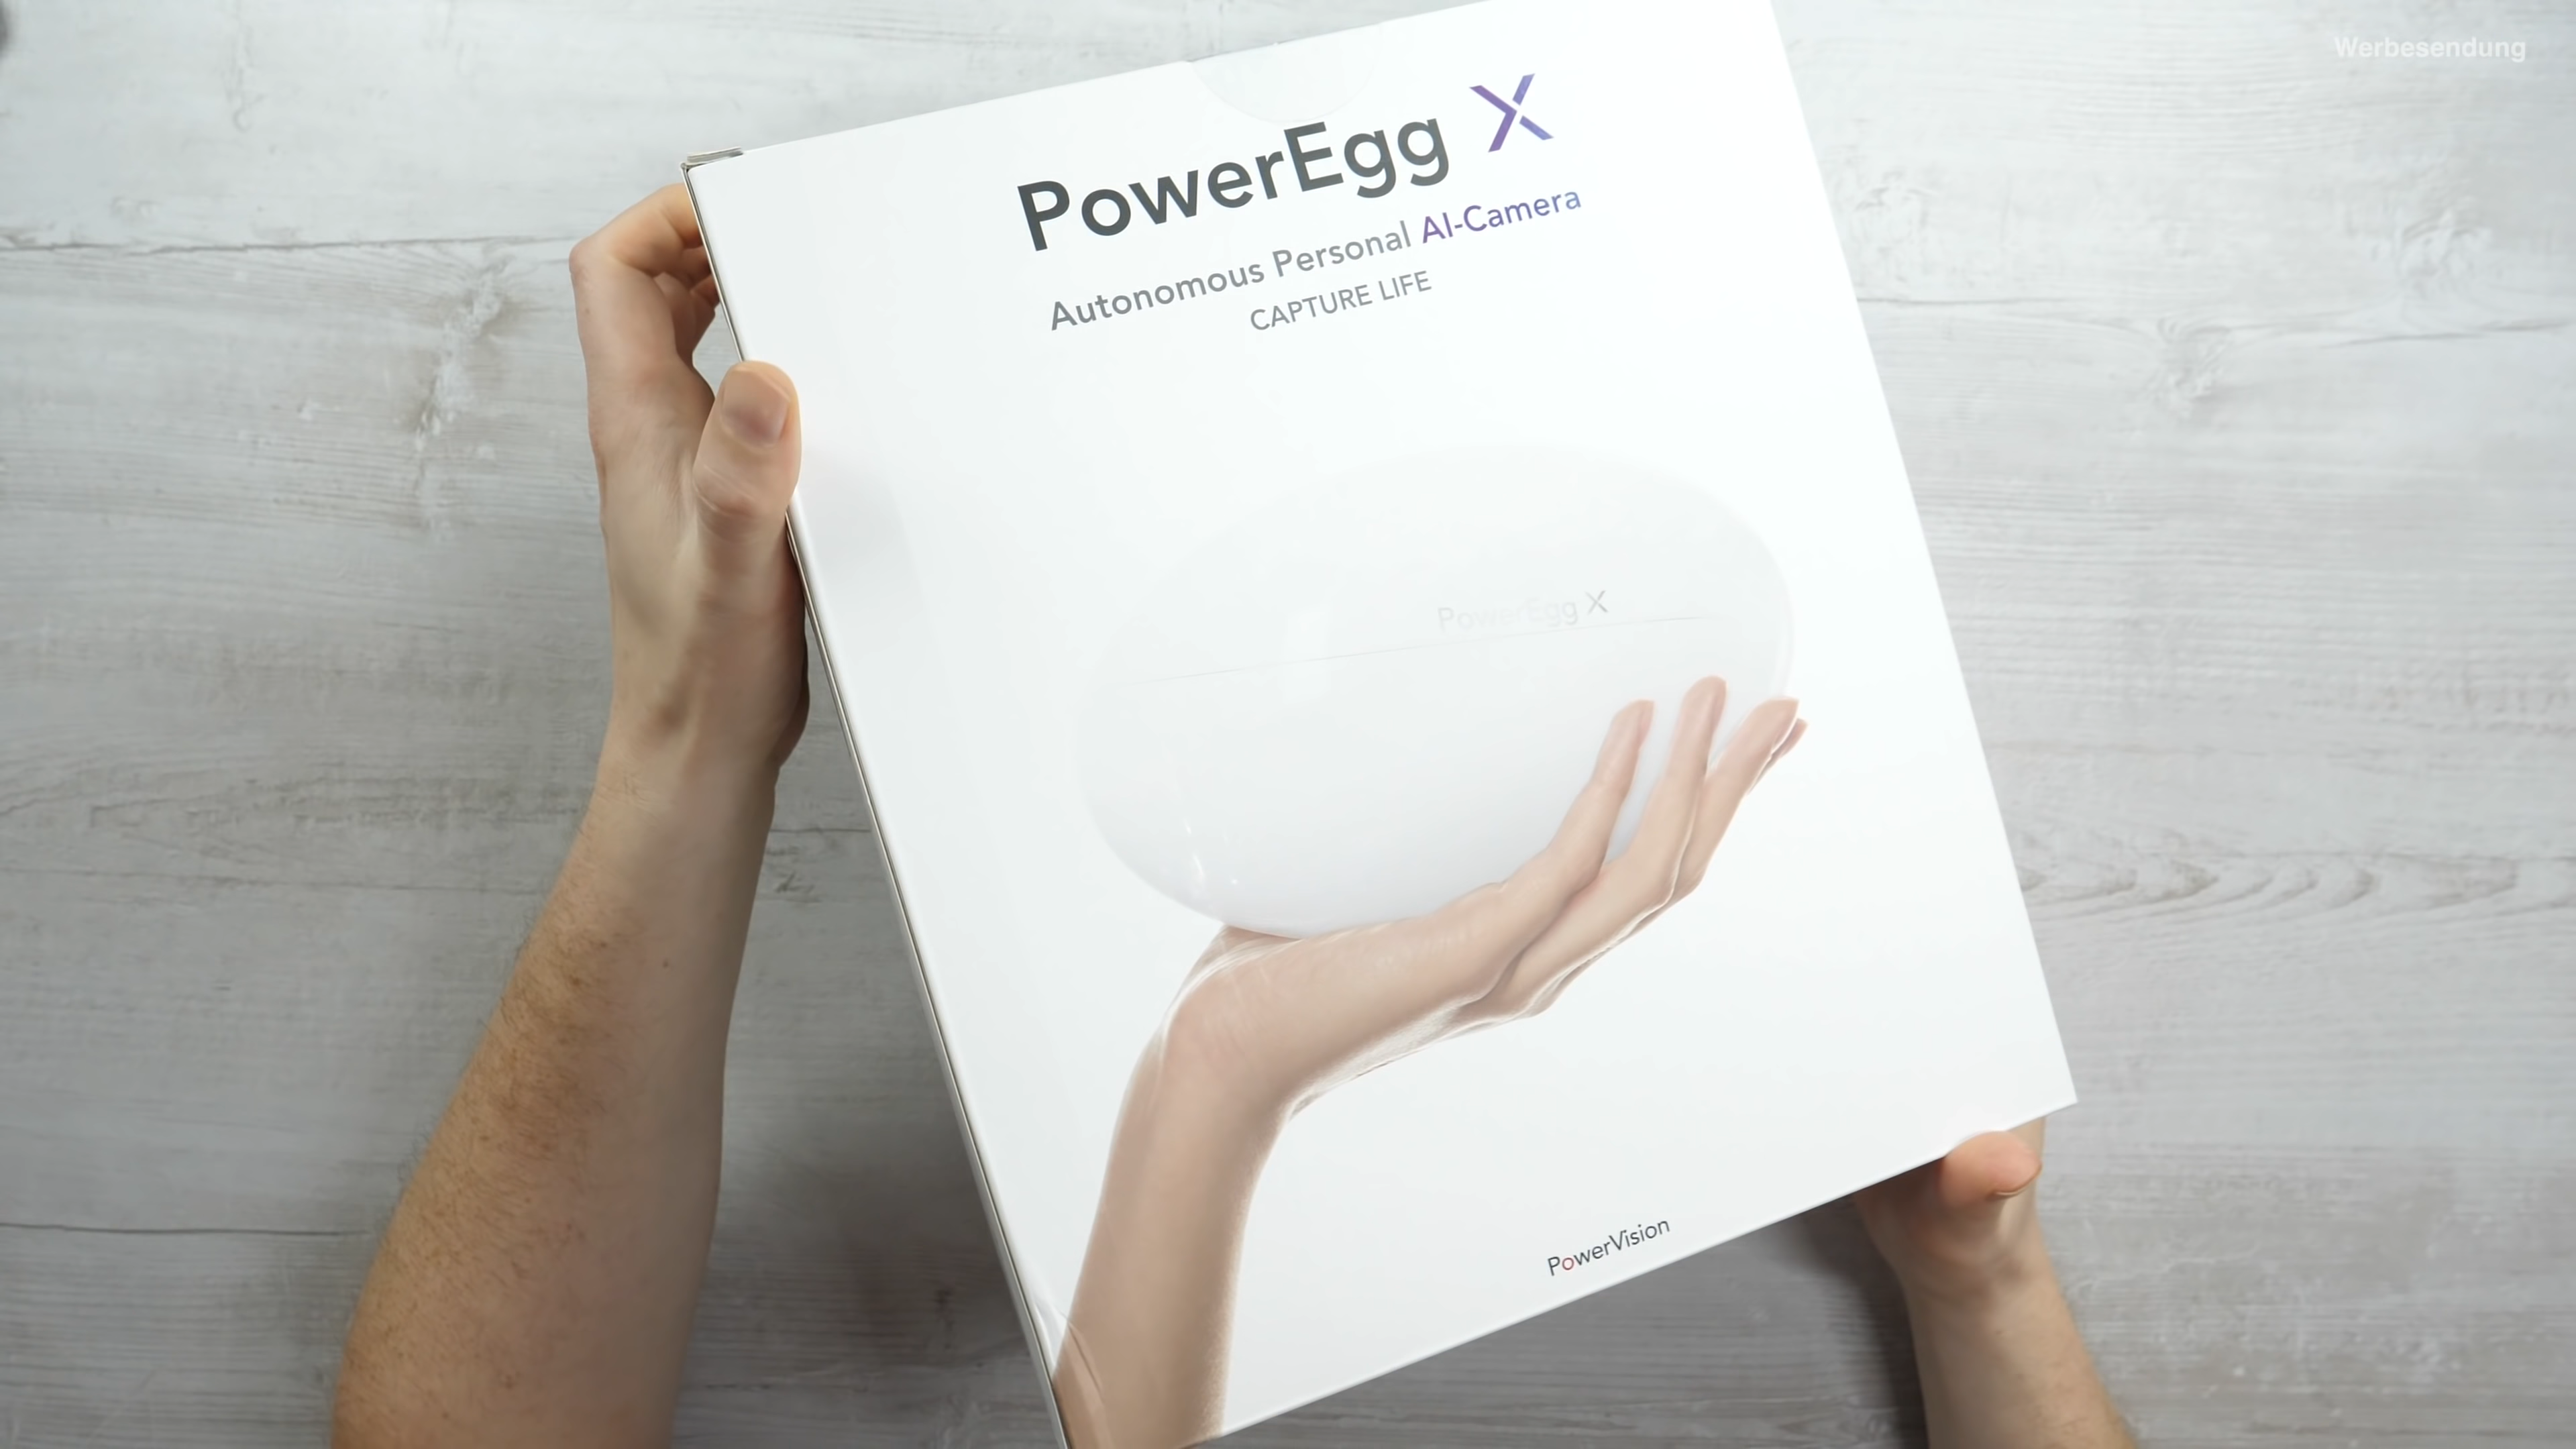 Werbesendung
PowerEgg X
Autonomous Personal AI-Camera
CAPTURE LIFE
PowerEgg X
PowerVision